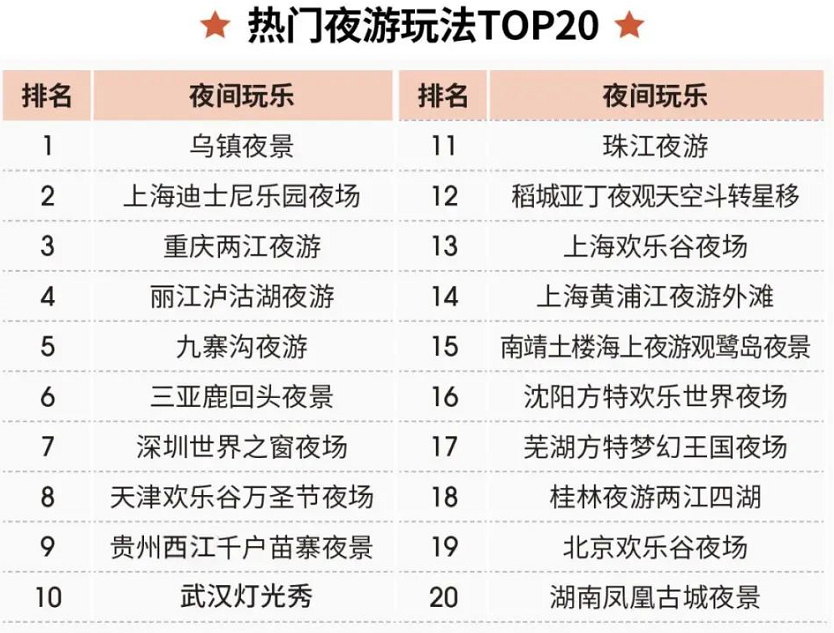 ★ 热门夜游玩法TOP20 ★
排名 夜间玩乐 排名 夜间玩乐
1 乌镇夜景 11 珠江夜游
2 上海迪士尼乐园夜场 12 稻城亚丁夜观天空斗转星移
3 重庆两江夜游 13 上海欢乐谷夜场
4 丽江泸沽湖夜游 14 上海黄浦江夜游外滩
5 九寨沟夜游 15 南靖土楼海上夜游观鹭岛夜景
6 三亚鹿回头夜景 16 沈阳方特欢乐世界夜场
7 深圳世界之窗夜场 17 芜湖方特梦幻王国夜场
8 天津欢乐谷万圣节夜场 18 桂林夜游两江四湖
9 贵州西江千户苗寨夜景 19 北京欢乐谷夜场
10 武汉灯光秀 20 湖南凤凰古城夜景